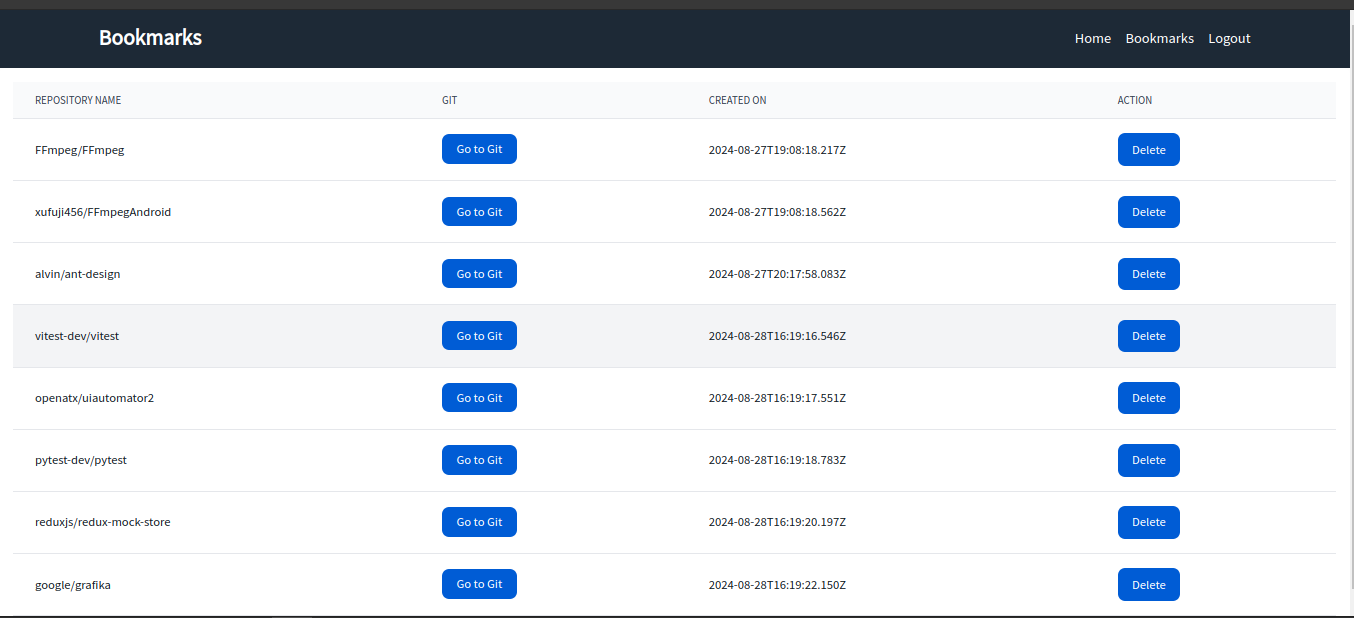 Bookmarks Home Bookmarks Logout
REPOSITORY NAME GIT CREATED ON ACTION
FFmpeg/FFmpeg Go to Git 2024-08-27T19:08:18.217Z Delete
xufuji456/FFmpegAndroid Go to Git 2024-08-27T19:08:18.562Z Delete
alvin/ant-design Go to Git 2024-08-27T20:17:58.083Z Delete
vitest-dev/vitest Go to Git 2024-08-28T16:19:16.546Z Delete
openatx/uiautomator2 Go to Git 2024-08-28T16:19:17.551Z Delete
pytest-dev/pytest Go to Git 2024-08-28T16:19:18.783Z Delete
reduxjs/redux-mock-store Go to Git 2024-08-28T16:19:20.197Z Delete
google/grafika Go to Git 2024-08-28T16:19:22.150Z Delete